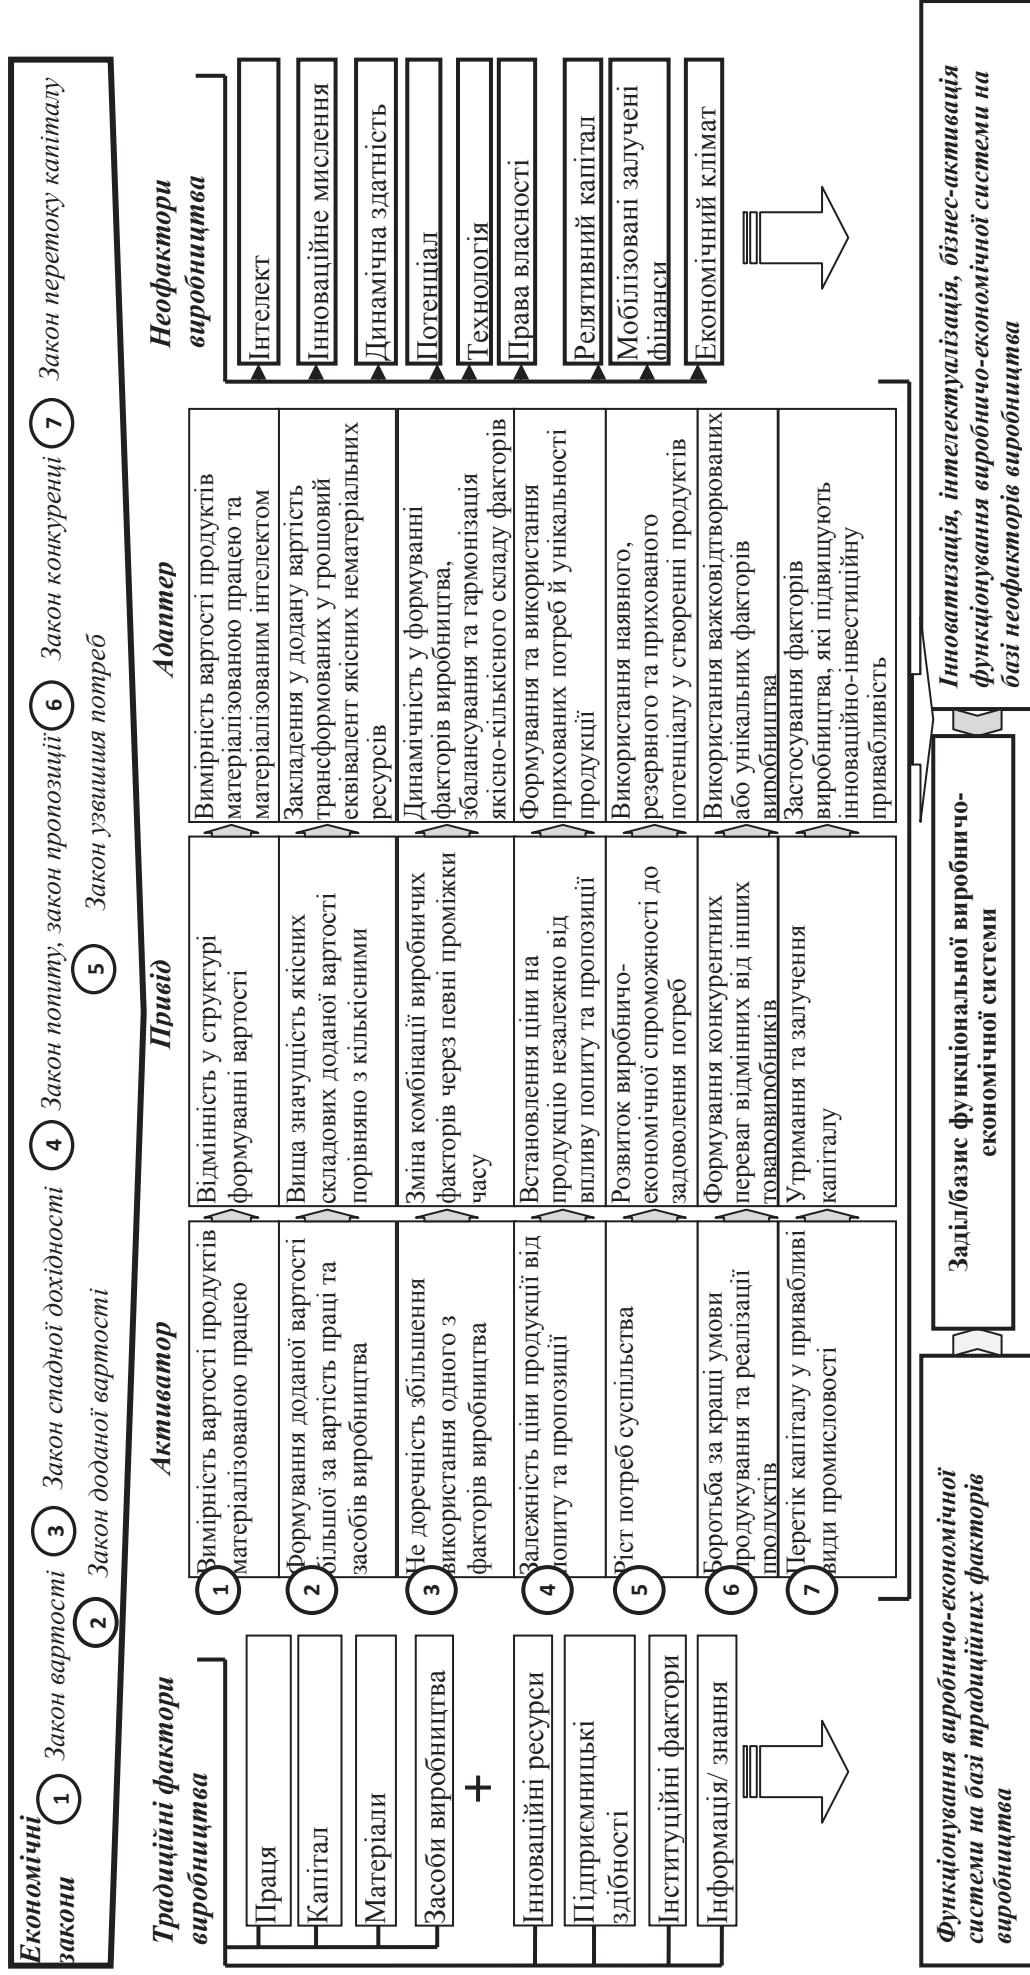 Економічні
закони
1 Закон вартості 3 Закон спадної дохідності 4 Закон попиту, закон пропозиції 6 Закон конкуренці 7 Закон перетоку капіталу
2 Закон доданої вартості 5 Закон узвишия потреб
Традиційні фактори
виробництва
Праця
Капітал
Матеріали
Засоби виробництва
+
Інноваційні ресурси
Підприємницькі
здібності
Інституційні фактори
Інформація/ знання
Активатор
1
Вимірність вартості продуктів
матеріалізованою працею
2
Формування доданої вартості
більшої за вартість праці та
засобів виробництва
3
Не доречність збільшення
використання одного з
факторів виробництва
4
Залежність ціни продукції від
попиту та пропозиції
5
Ріст потреб суспільства
6
Боротьба за кращі умови
продукування та реалізації
продуктів
7
Перетік капіталу у привабливі
види промисловості
Привід
Відмінність у структурі
формуванні вартості
Вища значущість якісних
складових доданої вартості
порівняно з кількісними
Зміна комбінації виробничих
факторів через певні проміжки
часу
Встановлення ціни на
продукцію незалежно від
впливу попиту та пропозиції
Розвиток виробничо-
економічної спроможності до
задоволення потреб
Формування конкурентних
переваг відмінних від інших
товаровиробників
Утримання та залучення
капіталу
Адаптер
Вимірність вартості продуктів
матеріалізованою працею та
матеріалізованим інтелектом
Закладення у додану вартість
трансформованих у грошовий
еквівалент якісних нематеріальних
ресурсів
Динамічність у формуванні
факторів виробництва,
збалансування та гармонізація
якісно-кількісного складу факторів
Формування та використання
прихованих потреб й унікальності
продукції
Використання наявного,
резервного та прихованого
потенціалу у створенні продуктів
Використання важковідтворюваних
або унікальних факторів
виробництва
Застосування факторів
виробництва, які підвищують
інноваційно-інвестиційну
привабливість
Неофактори
виробництва
Інтелект
Інноваційне мислення
Динамічна здатність
Потенціал
Технологія
Права власності
Релятивний капітал
Мобілізовані залучені
фінанси
Економічний клімат
Функціонування виробничо-економічної
системи на базі традиційних факторів
виробництва
Заділ/базис функціональної виробничо-
економічної системи
Інноватизація, інтелектуалізація, бізнес-активація
функціонування виробничо-економічної системи на
базі неофакторів виробництва